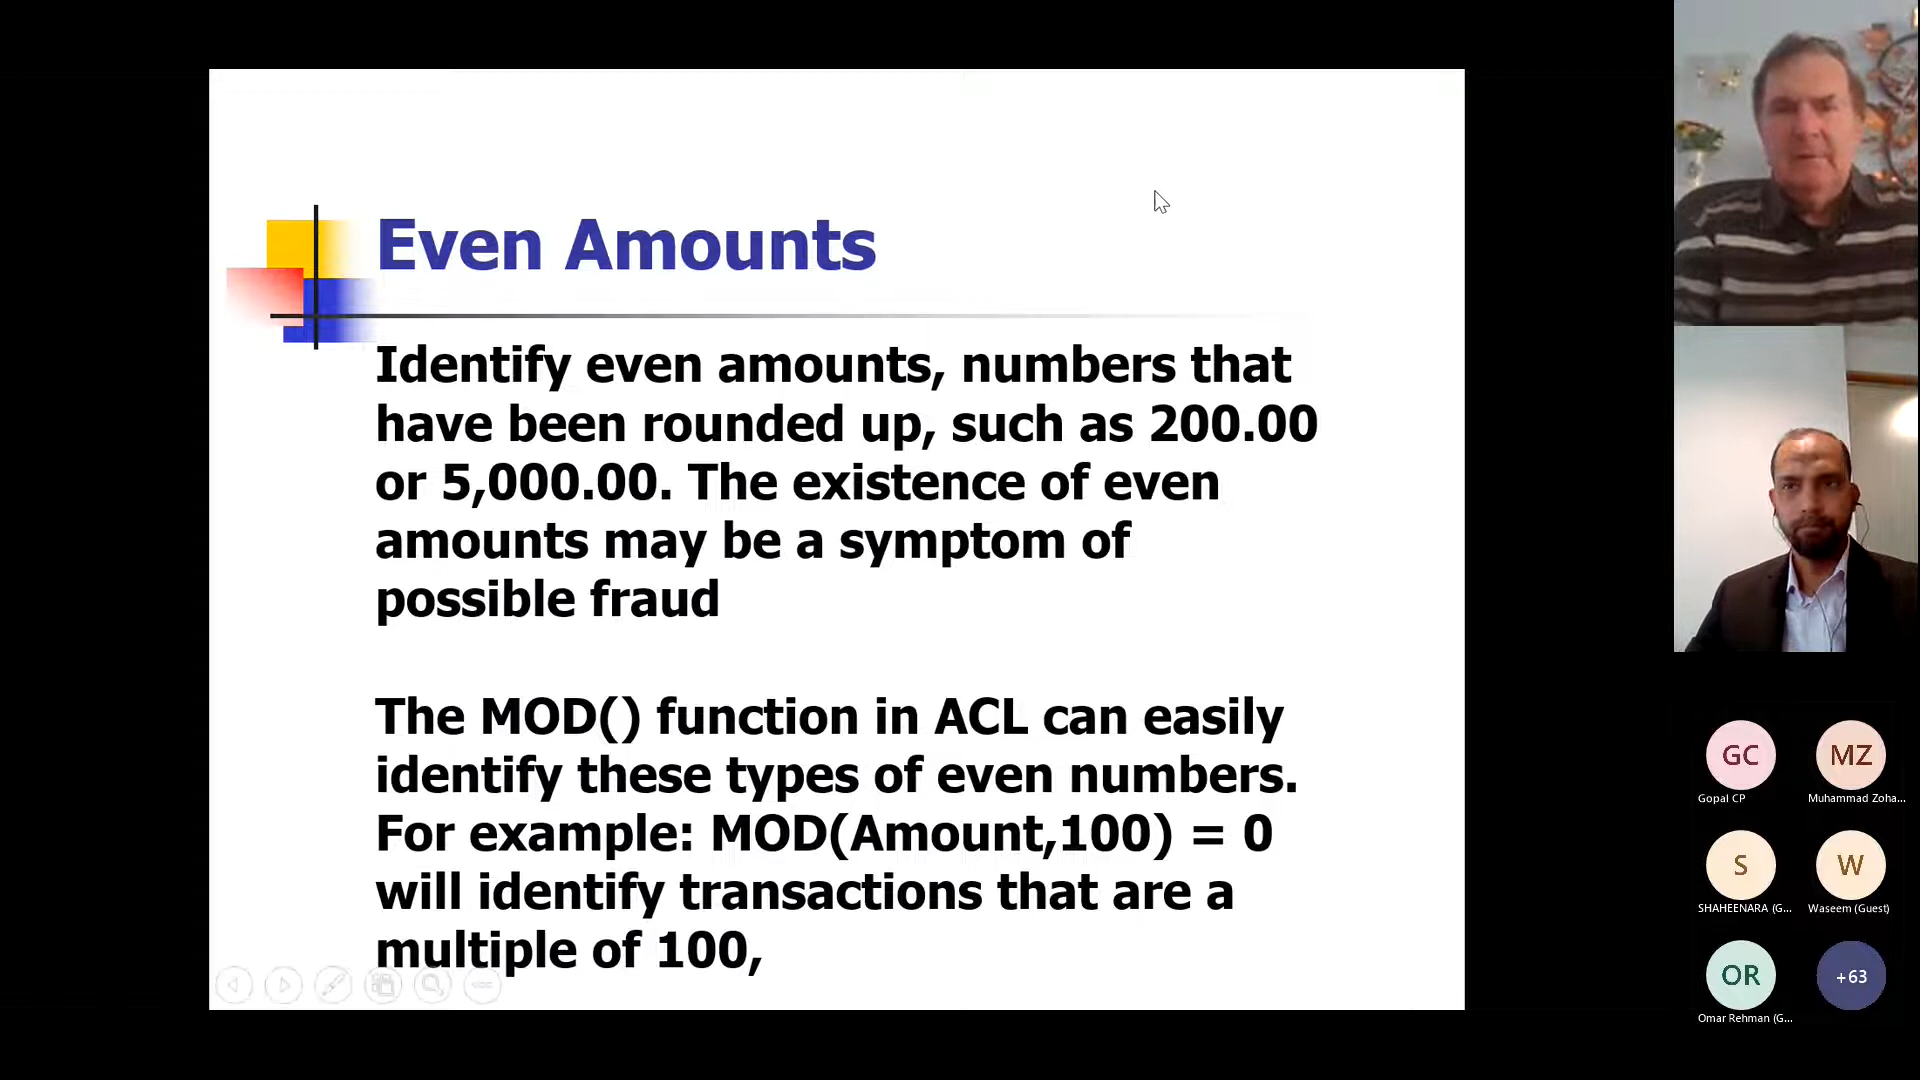 Even Amounts
Identify even amounts, numbers that
have been rounded up, such as 200.00
or 5,000.00. The existence of even
amounts may be a symptom of
possible fraud
The MOD() function in ACL can easily
identify these types of even numbers.
For example: MOD(Amount,100) = 0
will identify transactions that are a
multiple of 100,
GC
MZ
Gopal CP
Muhammad Zoha...
S
W
SHAHEENARA (G...
Waseem (Guest)
OR
+63
Omar Rehman (G...